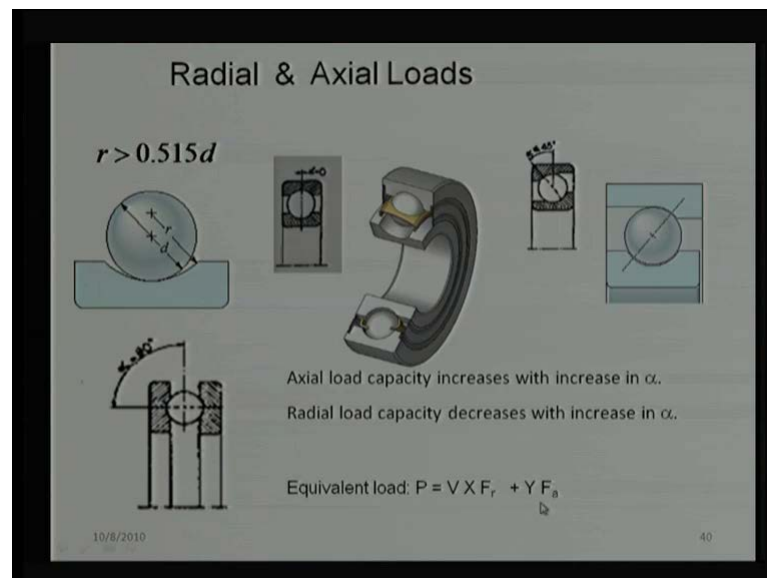 Radial & Axial Loads
r > 0.515d
α=0
r
d
α=90°
Axial load capacity increases with increase in α.
Radial load capacity decreases with increase in α.
Equivalent load: P = V X Fr + Y Fa
10/8/2010
40